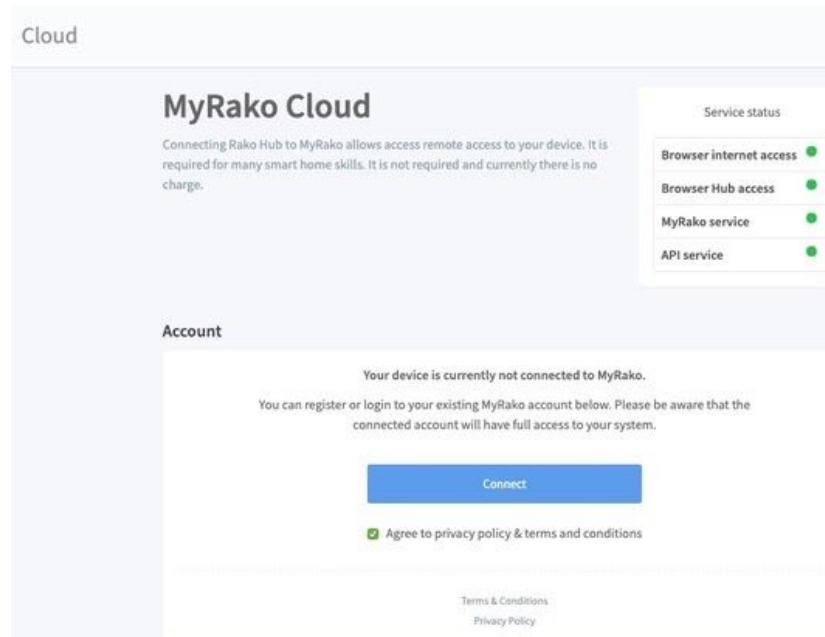 Cloud
MyRako Cloud
Connecting Rako Hub to MyRako allows access remote access to your device. It is
required for many smart home skills. It is not required and currently there is no
charge.
Service status
Browser internet access
Browser Hub access
MyRako service
API service
Account
Your device is currently not connected to MyRako.
You can register or login to your existing MyRako account below. Please be aware that the
connected account will have full access to your system.
Connect
Agree to privacy policy & terms and conditions
Terms & Conditions
Privacy Policy